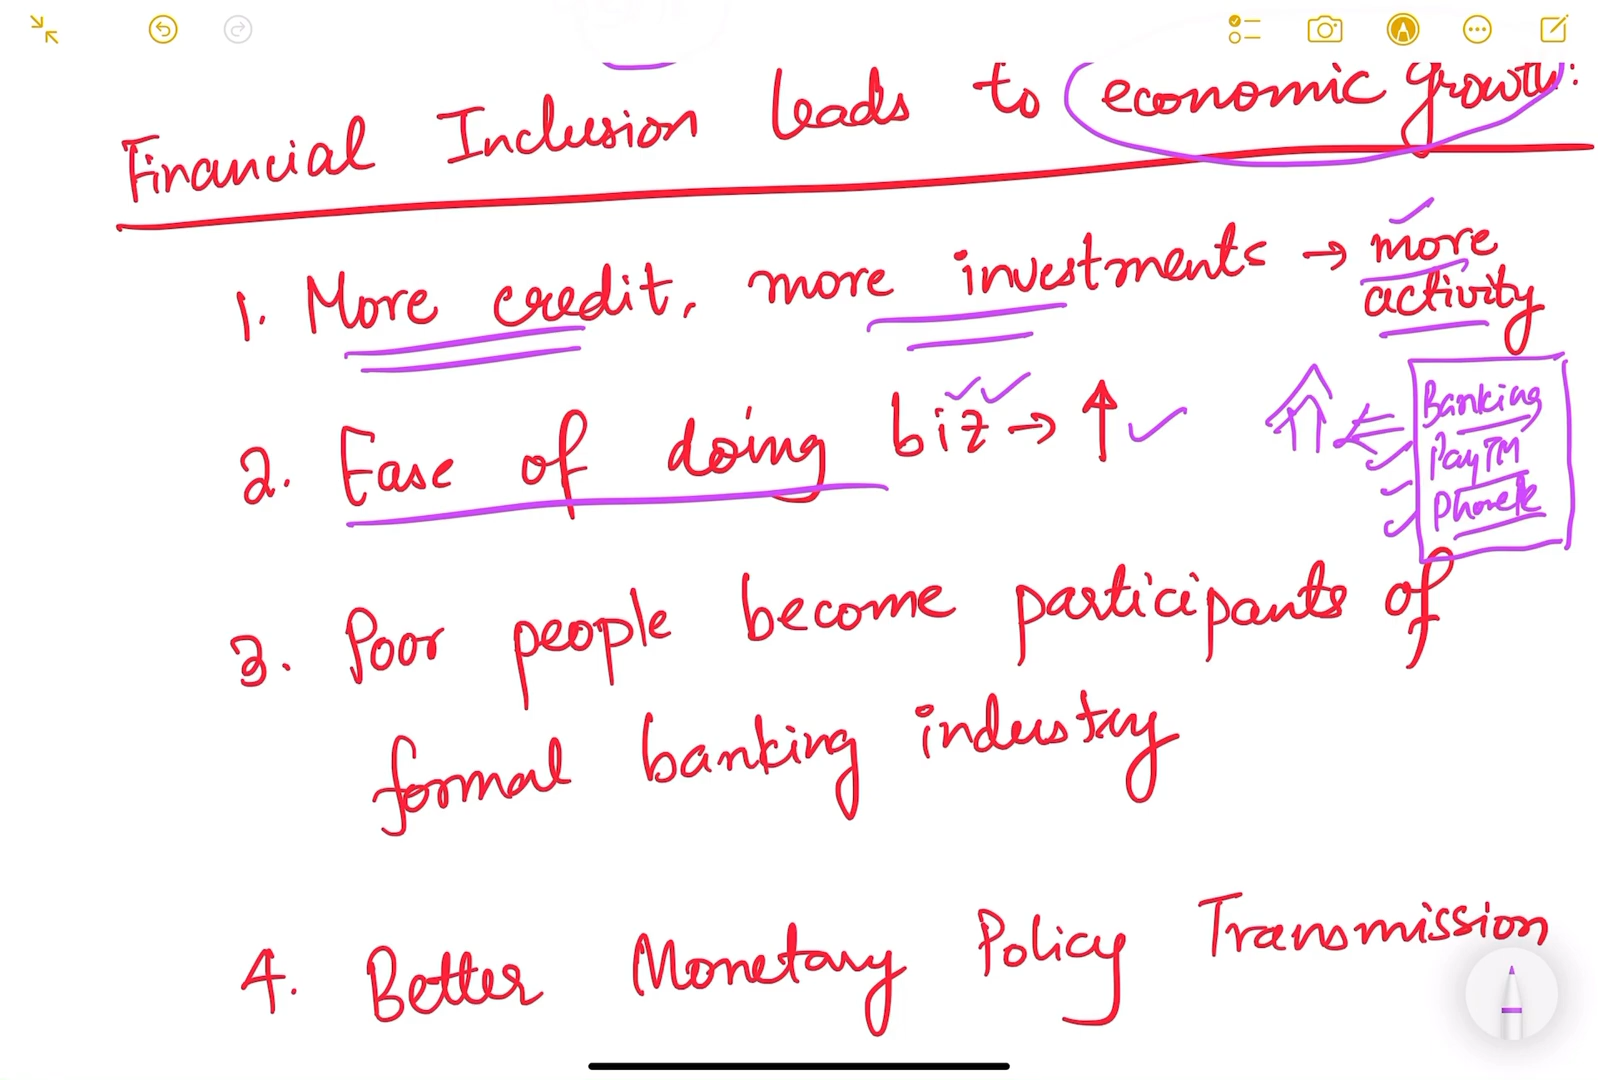 Financial Inclusion leads to economic growth:
1. More credit, more investments → more
activity
2. Ease of doing biz → ↑
Banking
PayTM
PhonePe
3. Poor people become participants of
formal banking industry
4. Better Monetary Policy Transmission